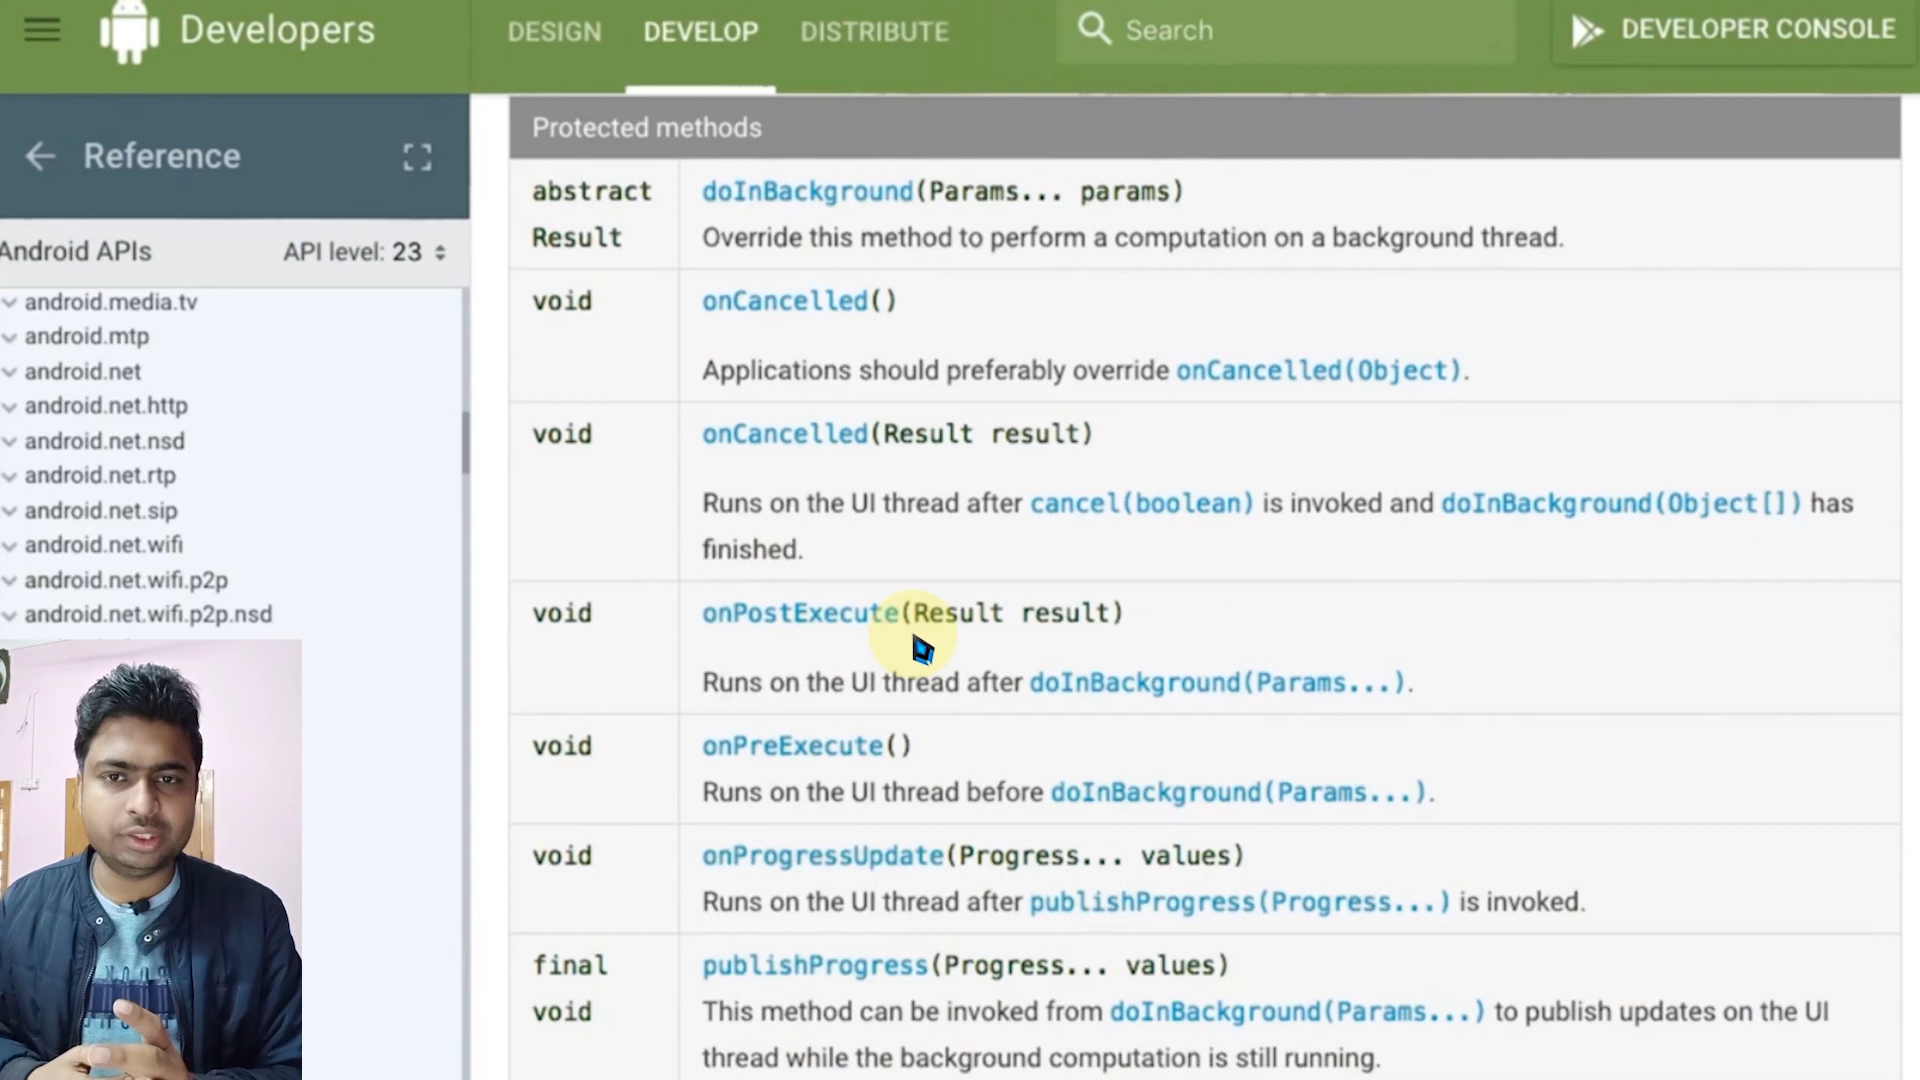 Developers
DESIGN
DEVELOP
DISTRIBUTE
Search
DEVELOPER CONSOLE
Reference
Android APIs
API level: 23
android.media.tv
android.mtp
android.net
android.net.http
android.net.nsd
android.net.rtp
android.net.sip
android.net.wifi
android.net.wifi.p2p
android.net.wifi.p2p.nsd
Protected methods
abstract
Result
doInBackground(Params... params)
Override this method to perform a computation on a background thread.
void
onCancelled()
Applications should preferably override onCancelled(Object).
void
onCancelled(Result result)
Runs on the UI thread after cancel(boolean) is invoked and doInBackground(Object[]) has
finished.
void
onPostExecute(Result result)
Runs on the UI thread after doInBackground(Params...).
void
onPreExecute()
Runs on the UI thread before doInBackground(Params...).
void
onProgressUpdate(Progress... values)
Runs on the UI thread after publishProgress(Progress...) is invoked.
final
void
publishProgress(Progress... values)
This method can be invoked from doInBackground(Params...) to publish updates on the UI
thread while the background computation is still running.